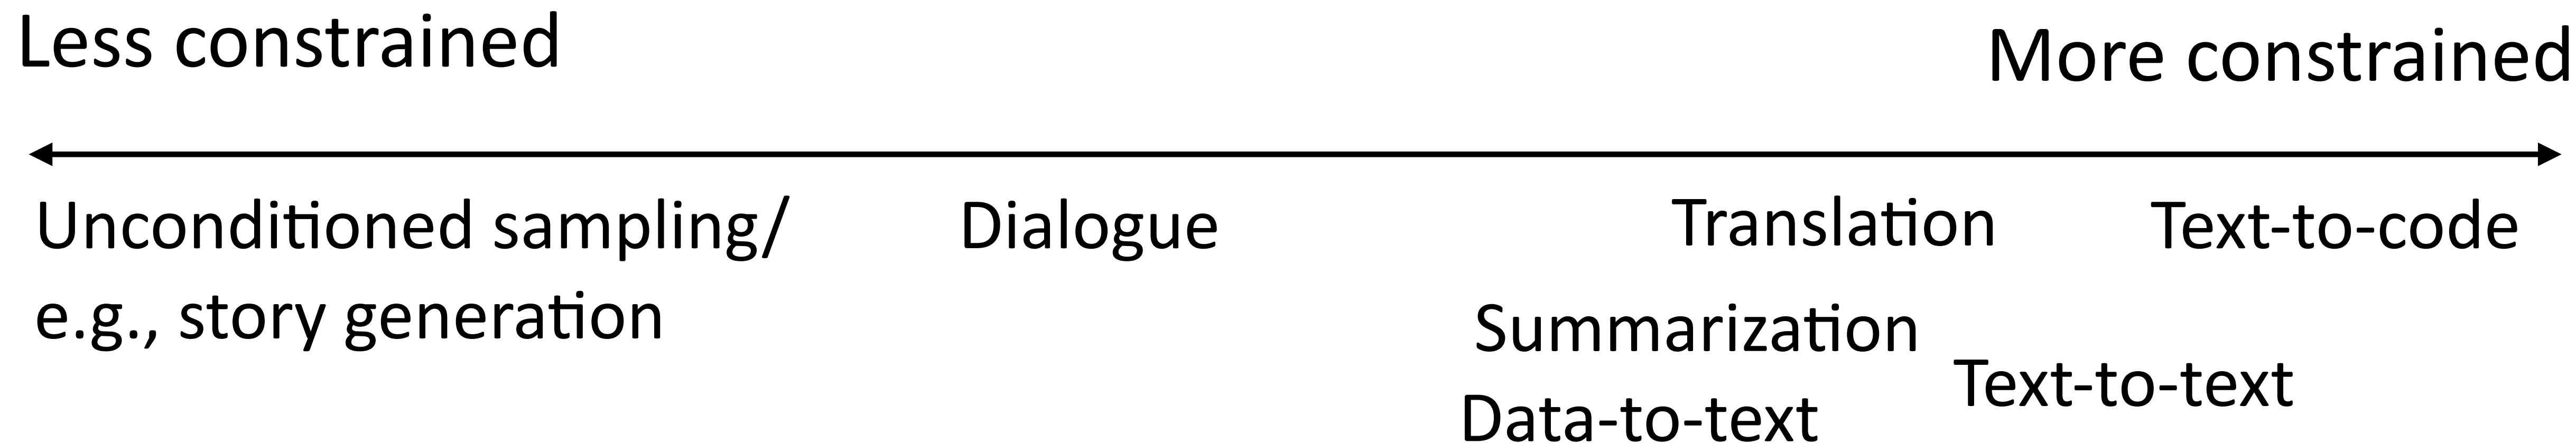 Less constrained
More constrained
Unconditioned sampling/
e.g., story generation
Dialogue
Translation
Text-to-code
Summarization
Text-to-text
Data-to-text